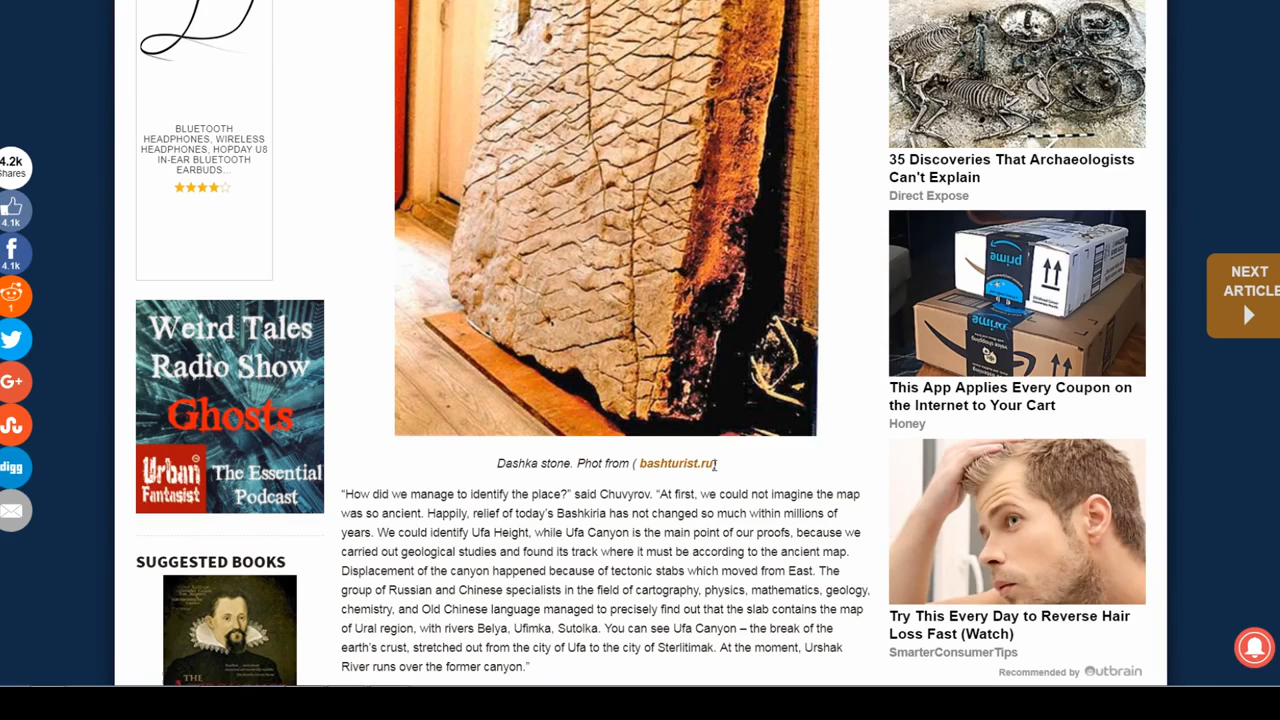 BLUETOOTH
HEADPHONES, WIRELESS
HEADPHONES, HOPDAY U8
IN-EAR BLUETOOTH
EARBUDS...
4.2k
Shares
4.1k
4.1k
1
digg
Weird Tales
Radio Show
Ghosts
Urban
Fantasist
The Essential
Podcast
SUGGESTED BOOKS
THE
Dashka stone. Phot from ( bashturist.ru
“How did we manage to identify the place?” said Chuvyrov. “At first, we could not imagine the map
was so ancient. Happily, relief of today’s Bashkiria has not changed so much within millions of
years. We could identify Ufa Height, while Ufa Canyon is the main point of our proofs, because we
carried out geological studies and found its track where it must be according to the ancient map.
Displacement of the canyon happened because of tectonic stabs which moved from East. The
group of Russian and Chinese specialists in the field of cartography, physics, mathematics, geology,
chemistry, and Old Chinese language managed to precisely find out that the slab contains the map
of Ural region, with rivers Belya, Ufimka, Sutolka. You can see Ufa Canyon – the break of the
earth’s crust, stretched out from the city of Ufa to the city of Sterlitimak. At the moment, Urshak
River runs over the former canyon.”
35 Discoveries That Archaeologists
Can't Explain
Direct Expose
prime
prime
This App Applies Every Coupon on
the Internet to Your Cart
Honey
Try This Every Day to Reverse Hair
Loss Fast (Watch)
SmarterConsumerTips
Recommended by Outbrain
NEXT
ARTICLE